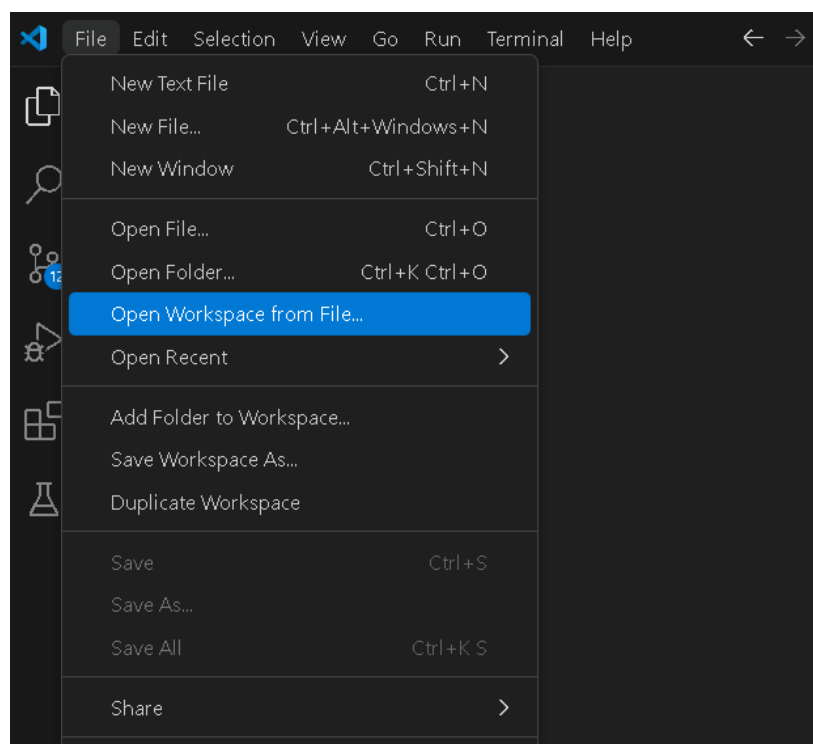 File Edit Selection View Go Run Terminal Help
New Text File Ctrl+N
New File... Ctrl+Alt+Windows+N
New Window Ctrl+Shift+N
Open File... Ctrl+O
Open Folder... Ctrl+K Ctrl+O
Open Workspace from File...
Open Recent
Add Folder to Workspace...
Save Workspace As...
Duplicate Workspace
Save Ctrl+S
Save As...
Save All Ctrl+K S
Share